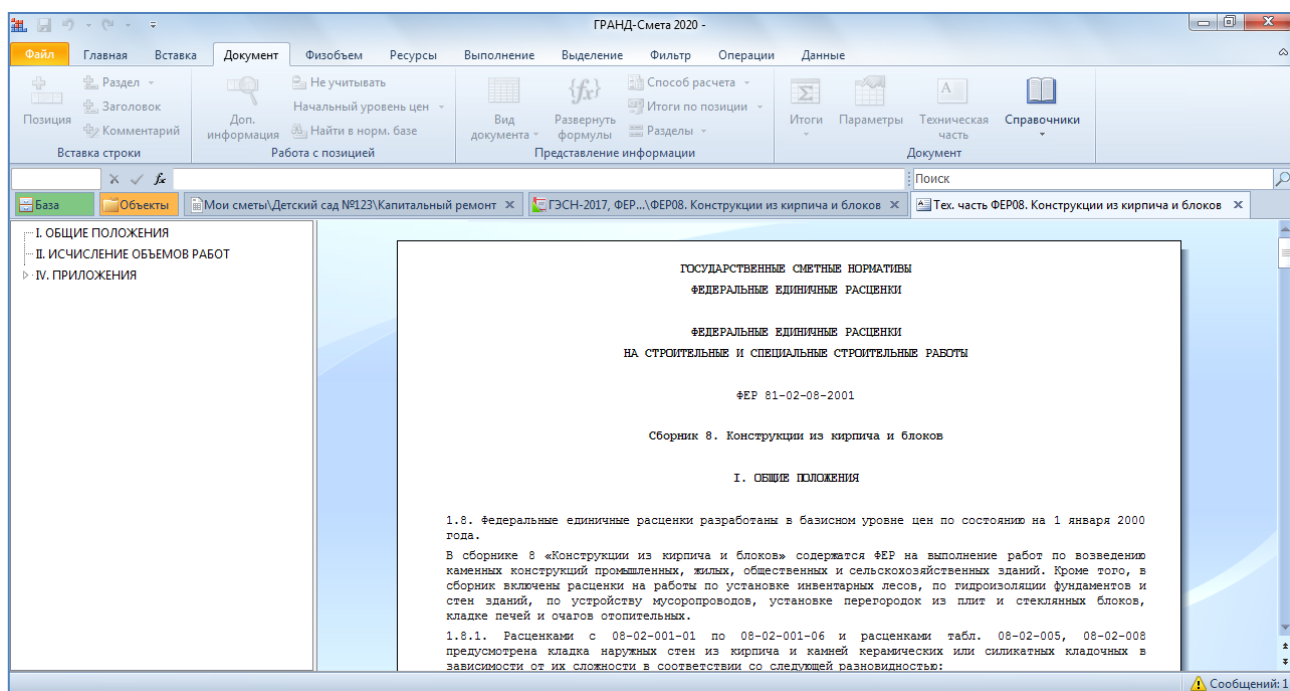 ГРАНД-Смета 2020 -
Файл Главная Вставка Документ Физобъем Ресурсы Выполнение Выделение Фильтр Операции Данные
Позиция
Раздел
Заголовок
Комментарий
Вставка строки
Доп. информация
Не учитывать
Начальный уровень цен
Найти в норм. базе
Работа с позицией
Вид документа
Развернуть формулы
Способ расчета
Итоги по позиции
Разделы
Представление информации
Итоги
Параметры
Техническая часть
Справочники
Документ
fx
Поиск
База Объекты Мои сметы\Детский сад №123\Капитальный ремонт ГЭСН-2017, ФЕР...\ФЕР08. Конструкции из кирпича и блоков Тех. часть ФЕР08. Конструкции из кирпича и блоков
I. ОБЩИЕ ПОЛОЖЕНИЯ
II. ИСЧИСЛЕНИЕ ОБЪЕМОВ РАБОТ
IV. ПРИЛОЖЕНИЯ
ГОСУДАРСТВЕННЫЕ СМЕТНЫЕ НОРМАТИВЫ
ФЕДЕРАЛЬНЫЕ ЕДИНИЧНЫЕ РАСЦЕНКИ
ФЕДЕРАЛЬНЫЕ ЕДИНИЧНЫЕ РАСЦЕНКИ
НА СТРОИТЕЛЬНЫЕ И СПЕЦИАЛЬНЫЕ СТРОИТЕЛЬНЫЕ РАБОТЫ
ФЕР 81-02-08-2001
Сборник 8. Конструкции из кирпича и блоков
I. ОБЩИЕ ПОЛОЖЕНИЯ
1.8. Федеральные единичные расценки разработаны в базисном уровне цен по состоянию на 1 января 2000
года.
В сборнике 8 «Конструкции из кирпича и блоков» содержатся ФЕР на выполнение работ по возведению
каменных конструкций промышленных, жилых, общественных и сельскохозяйственных зданий. Кроме того, в
сборник включены расценки на работы по установке инвентарных лесов, по гидроизоляции фундаментов и
стен зданий, по устройству мусоропроводов, установке перегородок из плит и стеклянных блоков,
кладке печей и очагов отопительных.
1.8.1. Расценками с 08-02-001-01 по 08-02-001-06 и расценками табл. 08-02-005, 08-02-008
предусмотрена кладка наружных стен из кирпича и камней керамических или силикатных кладочных в
зависимости от их сложности в соответствии со следующей разновидностью:
Сообщений: 1